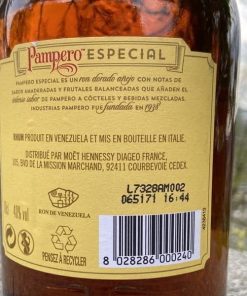 Pampero ESPECIAL
PAMPERO ESPECIAL ES UN ron dorado añejo CON NOTAS DE
SABOR AMADERADAS Y FRUTALES BALANCEADAS QUE AÑADEN EL
SABOR DE PAMPERO A CÓCTELES Y BEBIDAS MEZCLADAS.
INDUSTRIAS PAMPERO FUE fundada EN 1938
RHUM PRODUIT EN VENEZUELA ET MIS EN BOUTEILLE EN ITALIE.
DISTRIBUÉ PAR MOËT HENNESSY DIAGEO FRANCE,
105, BVD DE LA MISSION MARCHAND, 92411 COURBEVOIE CEDEX.
L7328AM002
065171 16:44
40%
RON DE VENEZUELA
PENSEZ À RECYCLER
8 028286 000240